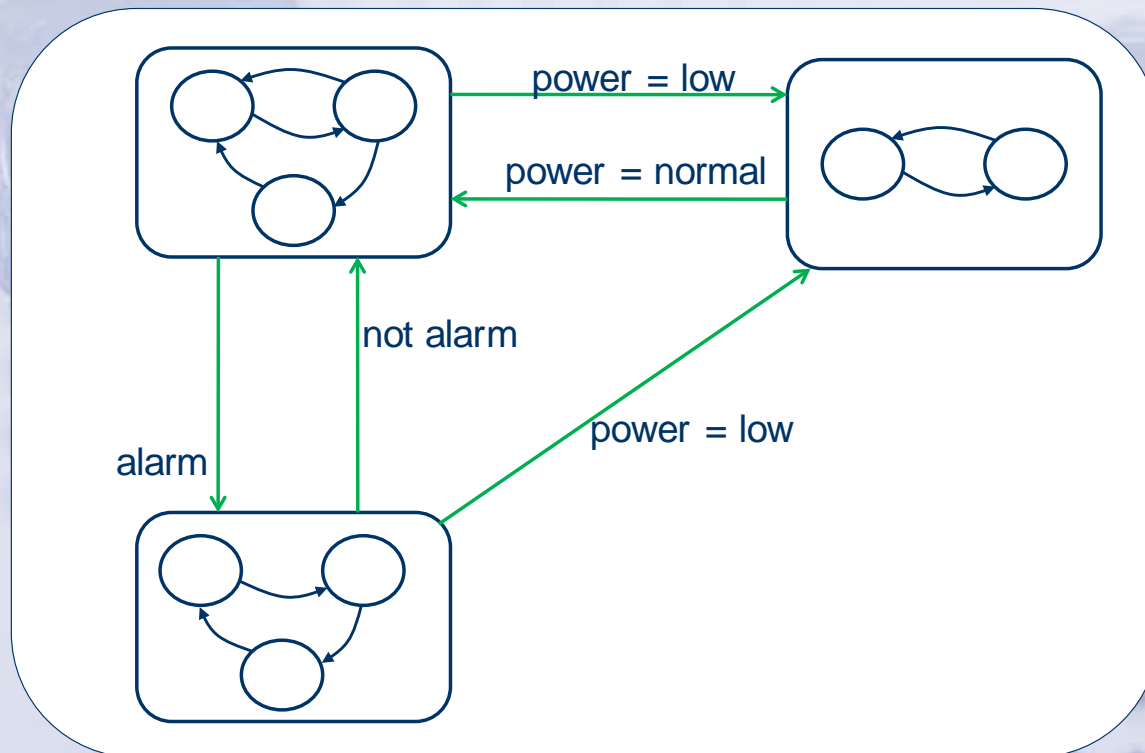 power = low
power = normal
not alarm
power = low
alarm